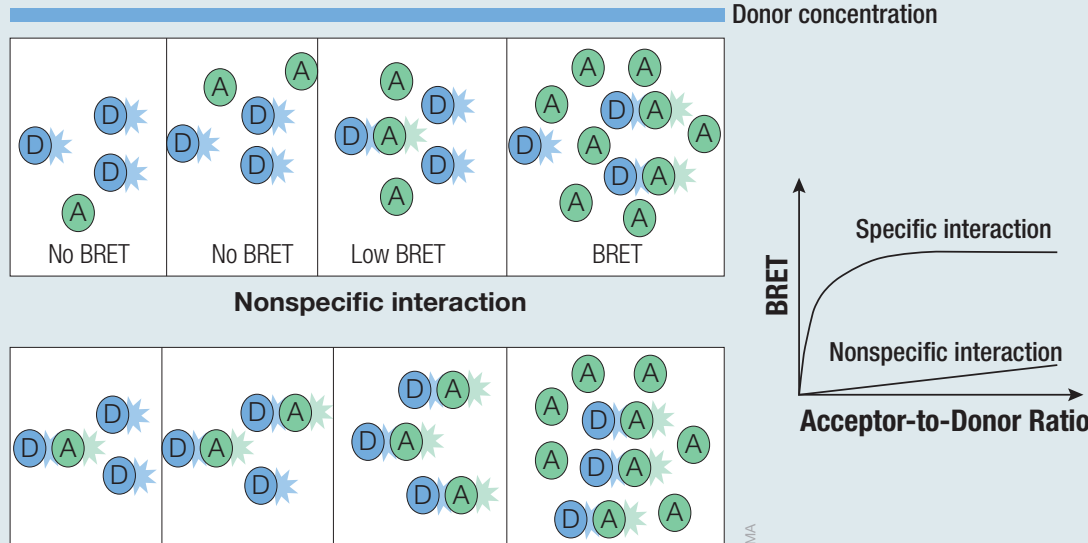 Donor concentration
D D D A
No BRET
A A D D D
No BRET
A D D A D A
Low BRET
A A A D A A D A D A A A
BRET
Nonspecific interaction
D D A D
D A D A D
D A D A D A
A A A D A A A D A D A A
BRET
Specific interaction
Nonspecific interaction
Acceptor-to-Donor Ratio
MA